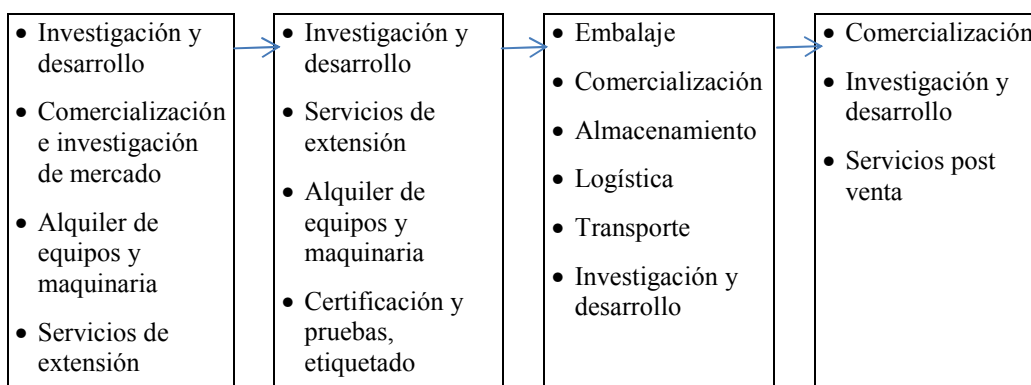 • Investigación y
desarrollo
• Comercialización
e investigación
de mercado
• Alquiler de
equipos y
maquinaria
• Servicios de
extensión
• Investigación y
desarrollo
• Servicios de
extensión
• Alquiler de
equipos y
maquinaria
• Certificación y
pruebas,
etiquetado
• Embalaje
• Comercialización
• Almacenamiento
• Logística
• Transporte
• Investigación y
desarrollo
• Comercialización
• Investigación y
desarrollo
• Servicios post
venta